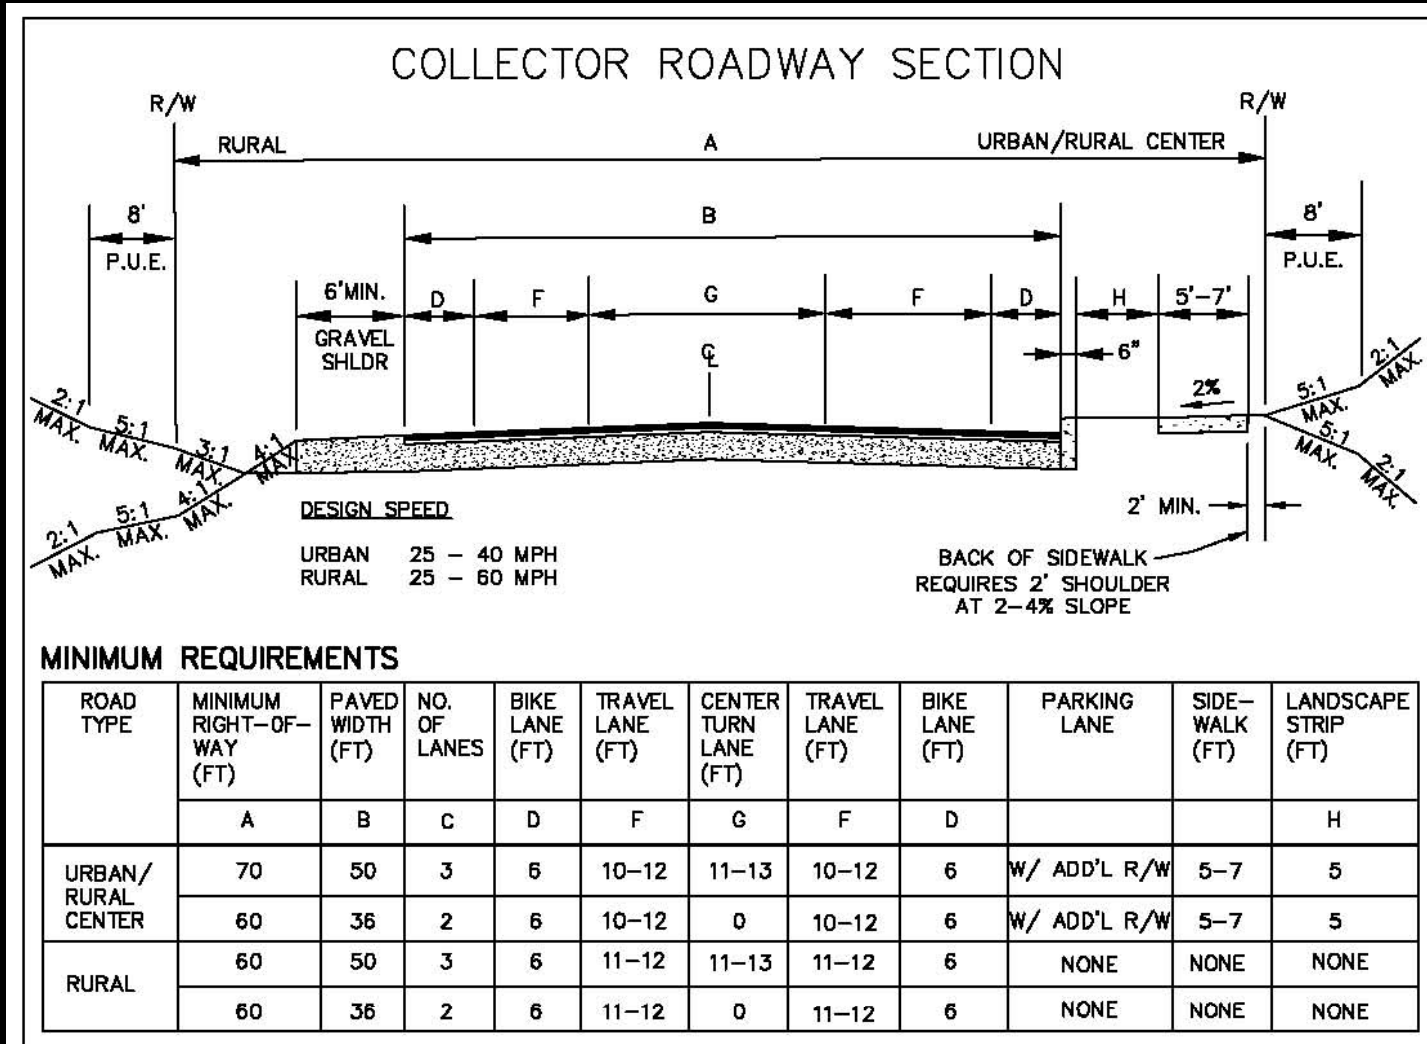 COLLECTOR ROADWAY SECTION
R/W
R/W
RURAL
A
URBAN/RURAL CENTER
8'
P.U.E.
B
8'
P.U.E.
6'MIN.
GRAVEL
SHLDR
D
F
G
F
D
H
5'-7'
6"
℄
2%
2:1
MAX.
5:1
MAX.
3:1
MAX.
4:1
MAX.
2:1
MAX.
5:1
MAX.
4:1
MAX.
5:1
MAX.
2:1
MAX.
5:1
MAX.
2:1
MAX.
DESIGN SPEED
URBAN 25 - 40 MPH
RURAL 25 - 60 MPH
2' MIN.
BACK OF SIDEWALK
REQUIRES 2' SHOULDER
AT 2-4% SLOPE
MINIMUM REQUIREMENTS
ROAD
TYPE
MINIMUM
RIGHT-OF-
WAY
(FT)
PAVED
WIDTH
(FT)
NO.
OF
LANES
BIKE
LANE
(FT)
TRAVEL
LANE
(FT)
CENTER
TURN
LANE
(FT)
TRAVEL
LANE
(FT)
BIKE
LANE
(FT)
PARKING
LANE
SIDE-
WALK
(FT)
LANDSCAPE
STRIP
(FT)
A B C D F G F D H
URBAN/
RURAL
CENTER
70 50 3 6 10-12 11-13 10-12 6 W/ ADD'L R/W 5-7 5
60 36 2 6 10-12 0 10-12 6 W/ ADD'L R/W 5-7 5
RURAL
60 50 3 6 11-12 11-13 11-12 6 NONE NONE NONE
60 36 2 6 11-12 0 11-12 6 NONE NONE NONE